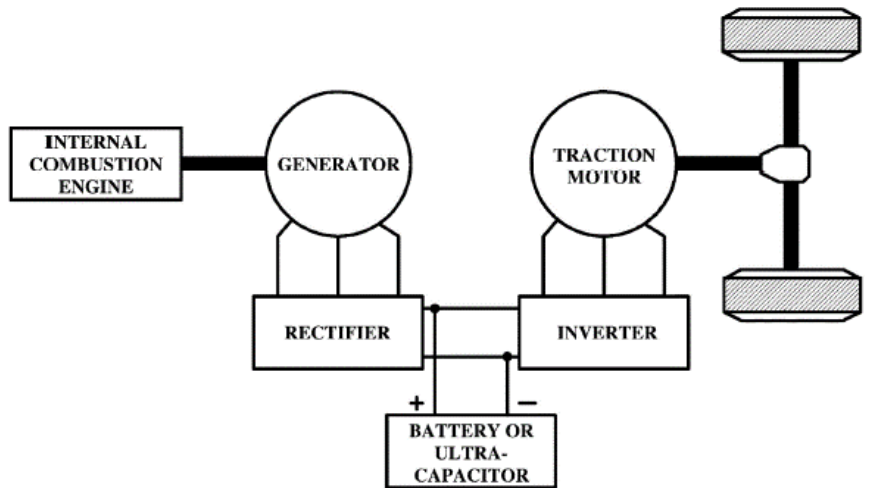 INTERNAL
COMBUSTION
ENGINE
GENERATOR
TRACTION
MOTOR
RECTIFIER
INVERTER
+ −
BATTERY OR
ULTRA-
CAPACITOR